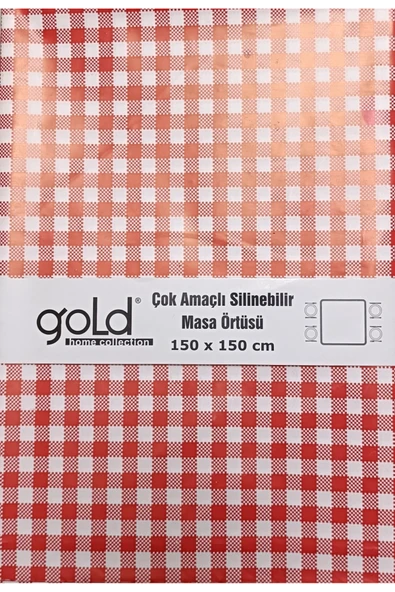 goLd®
home collection
Çok Amaçlı Silinebilir
Masa Örtüsü
150 x 150 cm